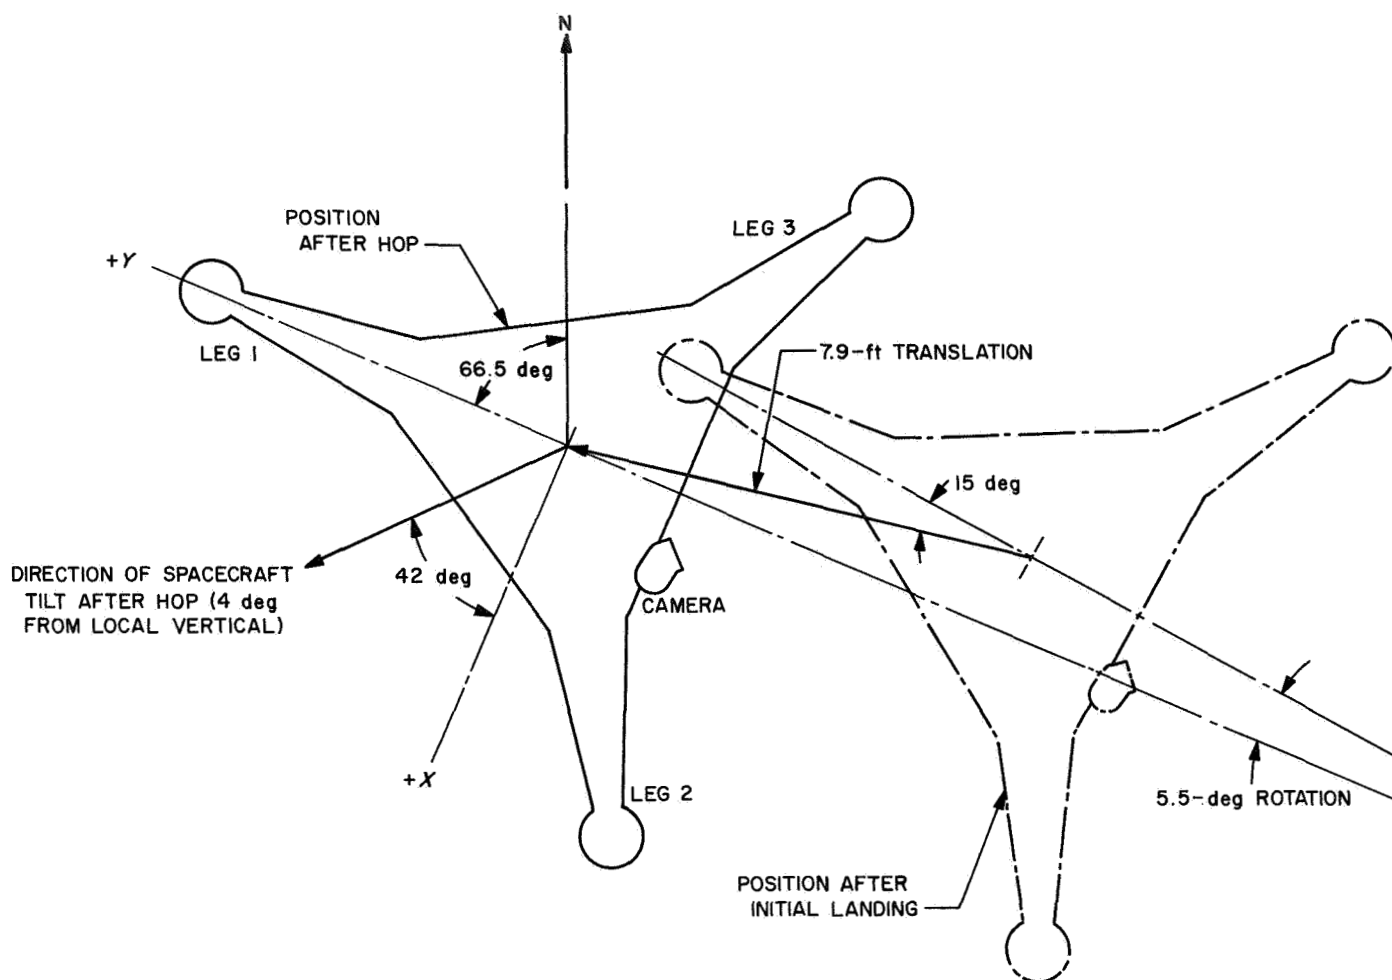 N
POSITION
AFTER HOP
LEG 3
+Y
LEG 1
66.5 deg
7.9-ft TRANSLATION
15 deg
DIRECTION OF SPACECRAFT
TILT AFTER HOP (4 deg
FROM LOCAL VERTICAL)
42 deg
CAMERA
+X
LEG 2
5.5-deg ROTATION
POSITION AFTER
INITIAL LANDING